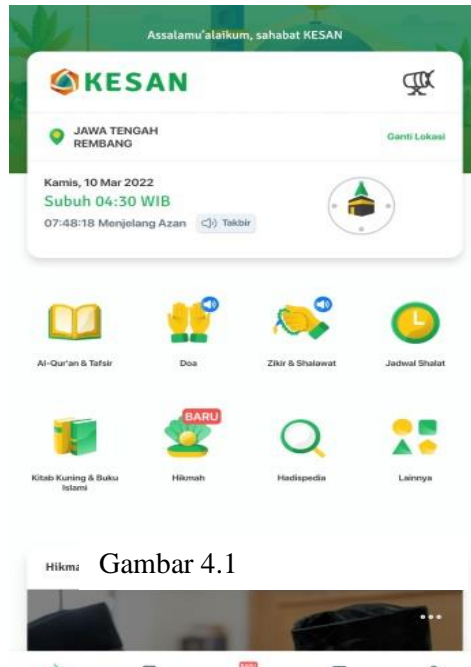 Assalamu'alaikum, sahabat KESAN
KESAN
JAWA TENGAH
REMBANG
Ganti Lokasi
Kamis, 10 Mar 2022
Subuh 04:30 WIB
07:48:18 Menjelang Azan
Takbir
Al-Qur'an & Tafsir
Doa
Zikir & Shalawat
Jadwal Shalat
BARU
Kitab Kuning & Buku
Islami
Hikmah
Hadispedia
Lainnya
Gambar 4.1
BARU